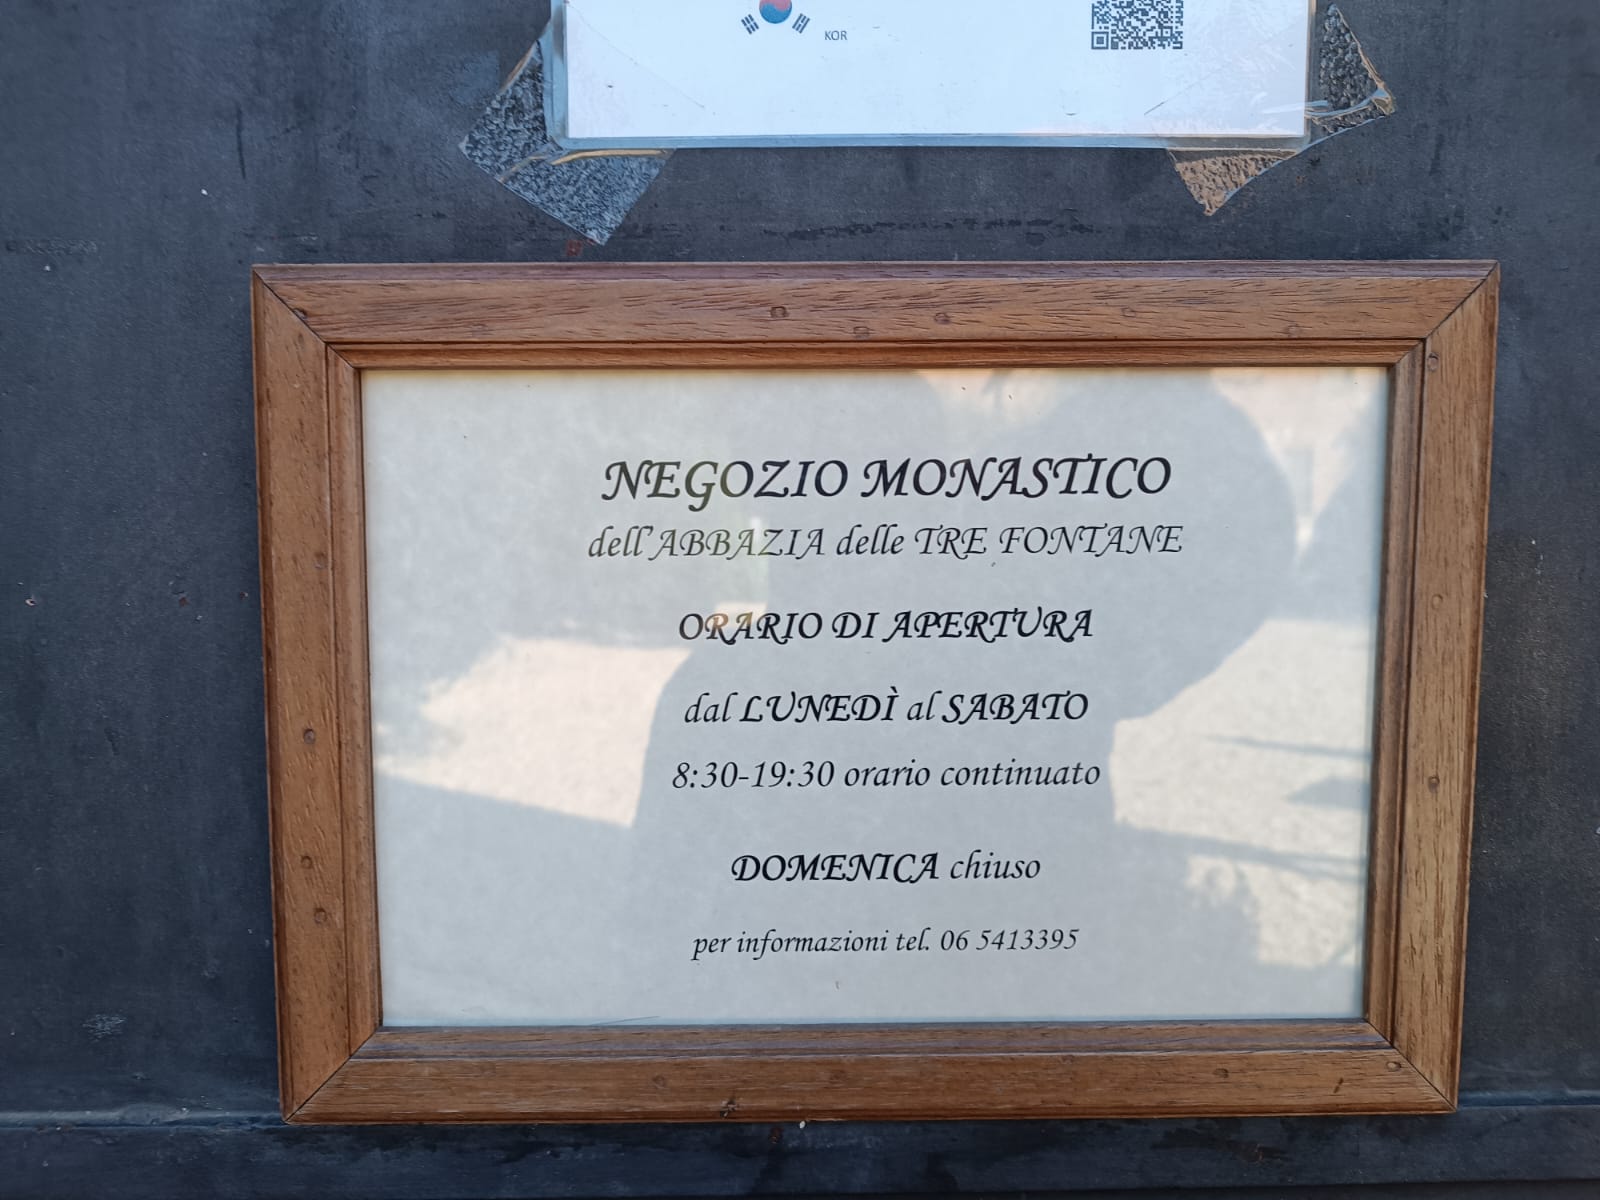 KOR
NEGOZIO MONASTICO
dell'ABBAZIA delle TRE FONTANE
ORARIO DI APERTURA
dal LUNEDÌ al SABATO
8:30-19:30 orario continuato
DOMENICA chiuso
per informazioni tel. 06 5413395